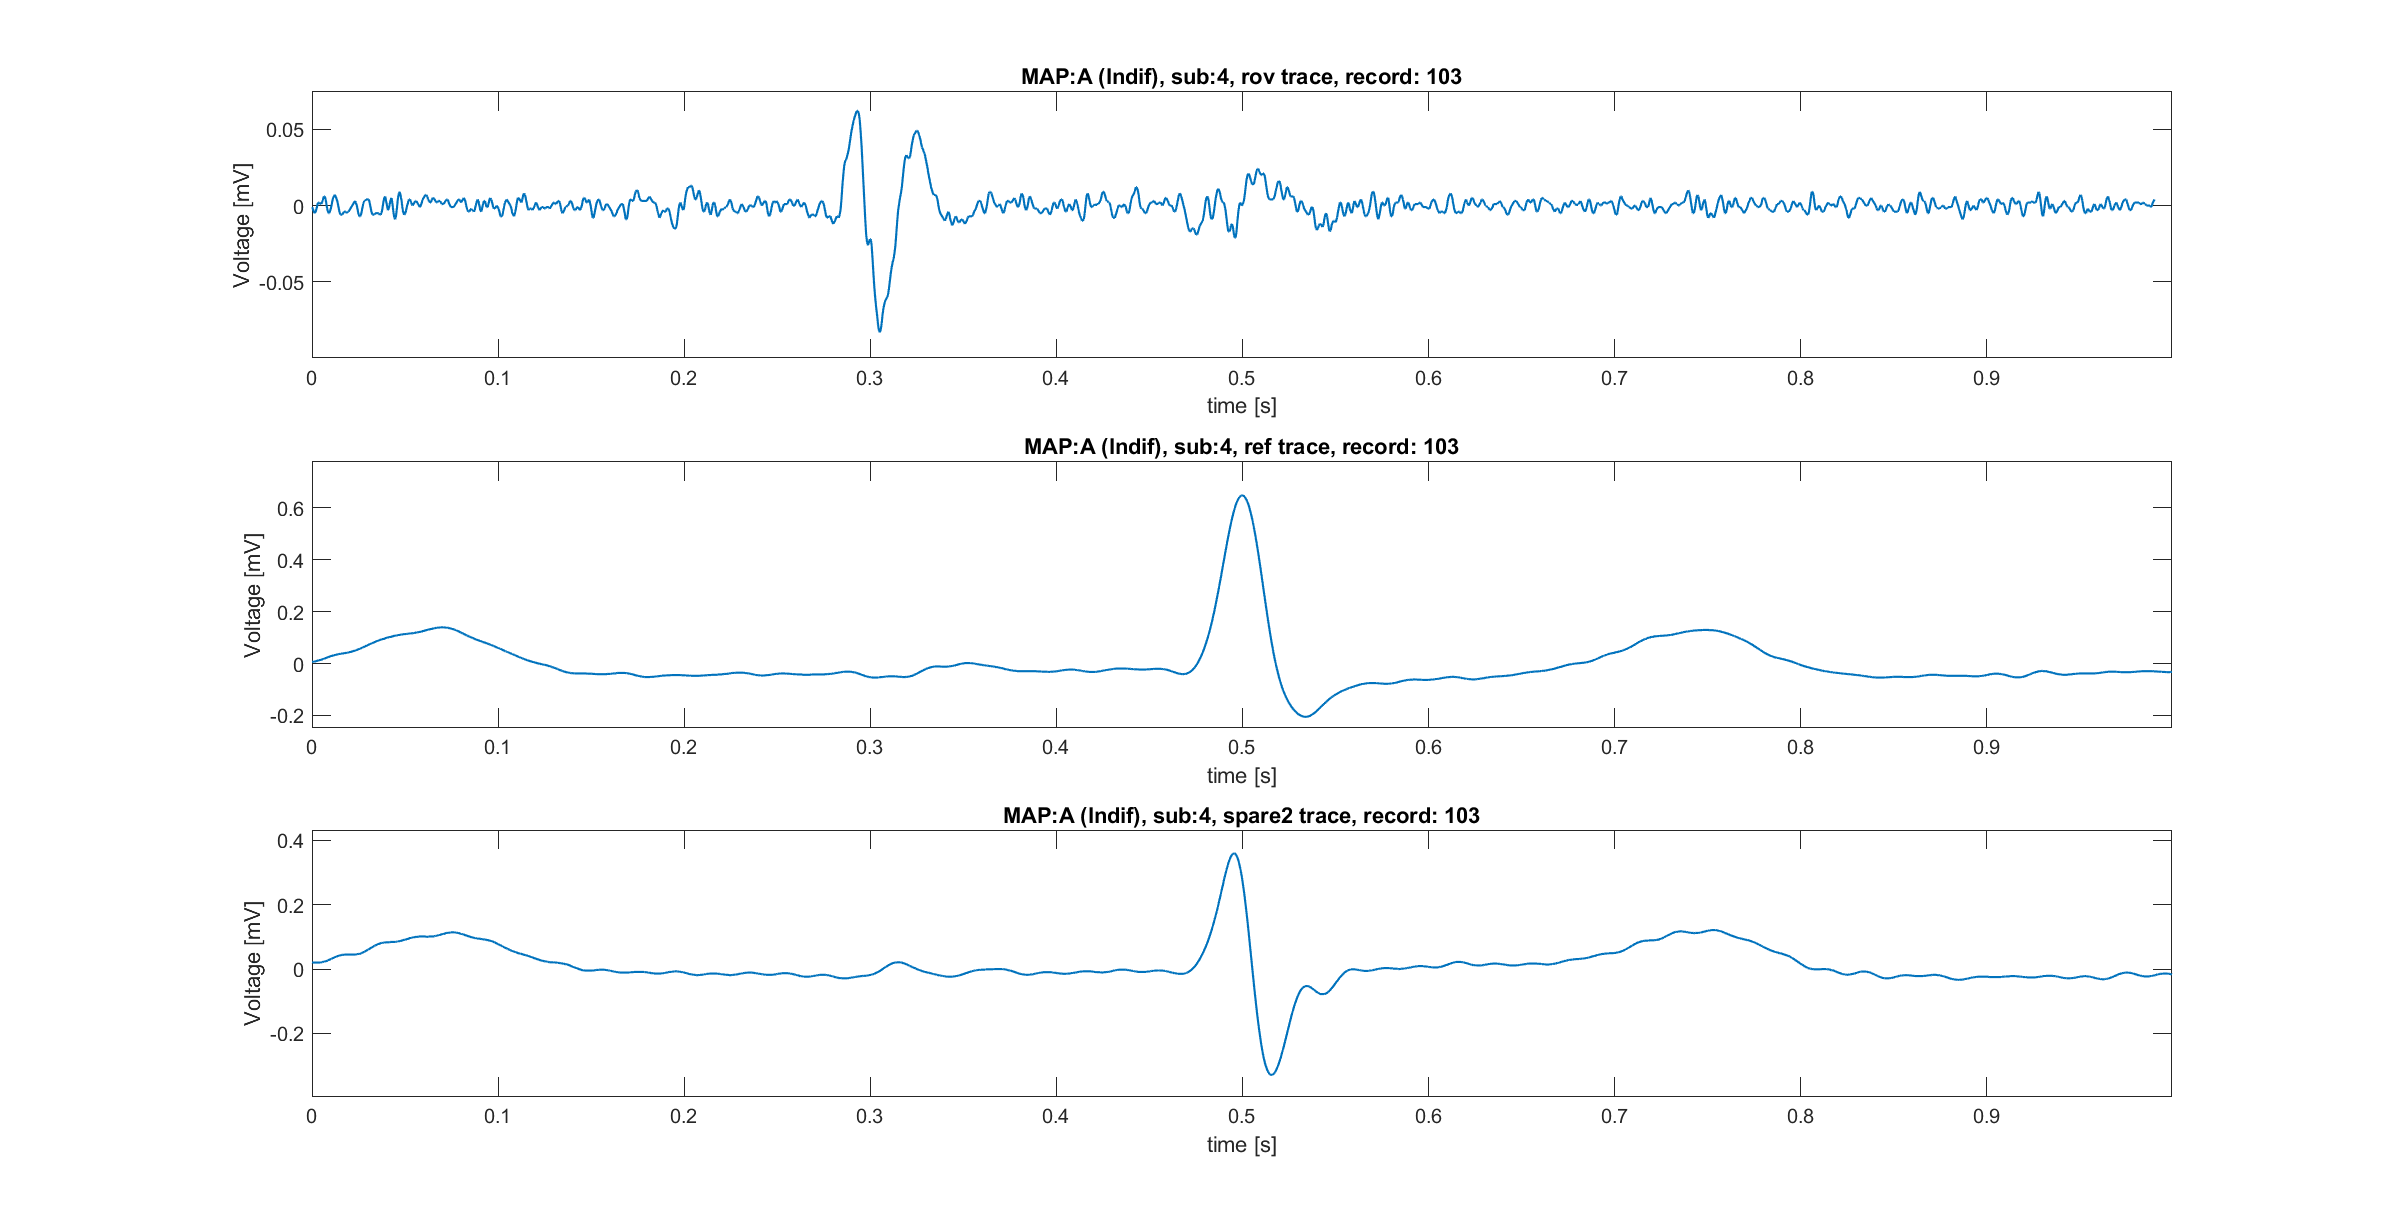 MAP:A (Indif), sub:4, rov trace, record: 103
Voltage [mV]
0.05
0
-0.05
0 0.1 0.2 0.3 0.4 0.5 0.6 0.7 0.8 0.9
time [s]
MAP:A (Indif), sub:4, ref trace, record: 103
Voltage [mV]
0.6
0.4
0.2
0
-0.2
0 0.1 0.2 0.3 0.4 0.5 0.6 0.7 0.8 0.9
time [s]
MAP:A (Indif), sub:4, spare2 trace, record: 103
Voltage [mV]
0.4
0.2
0
-0.2
0 0.1 0.2 0.3 0.4 0.5 0.6 0.7 0.8 0.9
time [s]